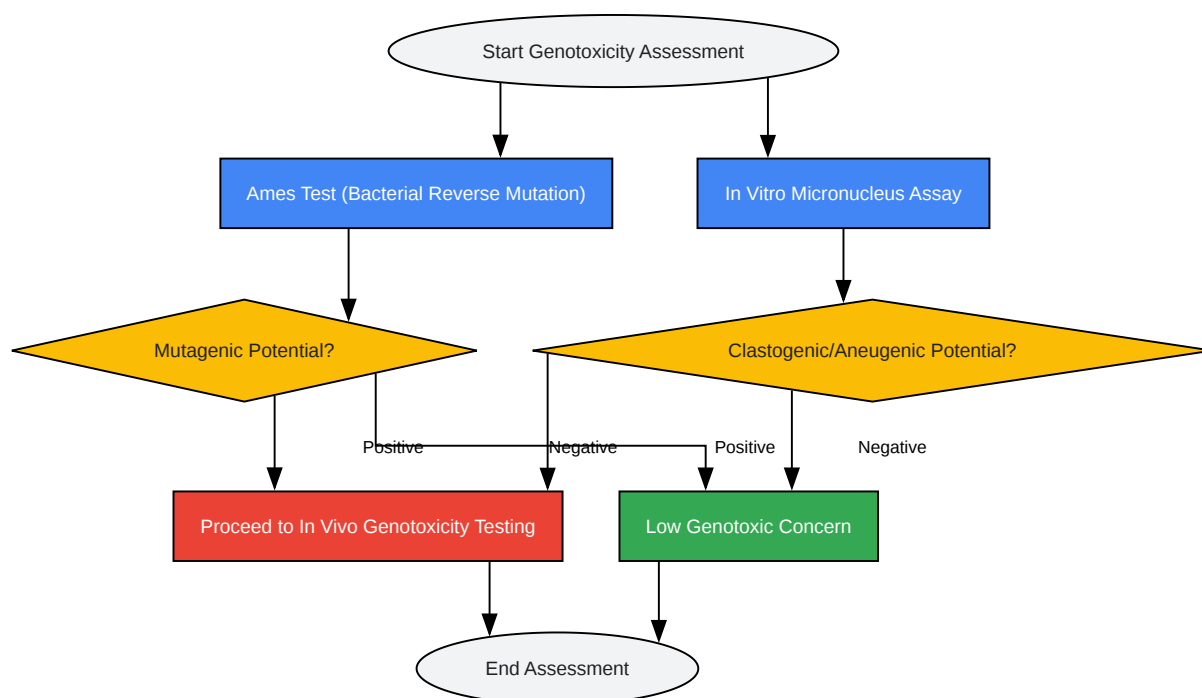 Start Genotoxicity Assessment
Ames Test (Bacterial Reverse Mutation)
In Vitro Micronucleus Assay
Mutagenic Potential?
Clastogenic/Aneugenic Potential?
Positive
Negative
Positive
Negative
Proceed to In Vivo Genotoxicity Testing
Low Genotoxic Concern
End Assessment